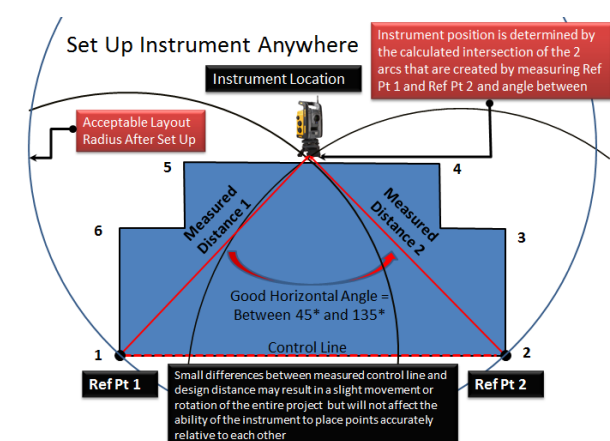 Set Up Instrument Anywhere
Instrument position is determined by
the calculated intersection of the 2
arcs that are created by measuring Ref
Pt 1 and Ref Pt 2 and angle between
Instrument Location
Acceptable Layout
Radius After Set Up
5
4
Measured
Distance 1
Measured
Distance 2
6
3
Good Horizontal Angle =
Between 45* and 135*
Control Line
1
2
Ref Pt 1
Ref Pt 2
Small differences between measured control line and
design distance may result in a slight movement or
rotation of the entire project but will not affect the
ability of the instrument to place points accurately
relative to each other